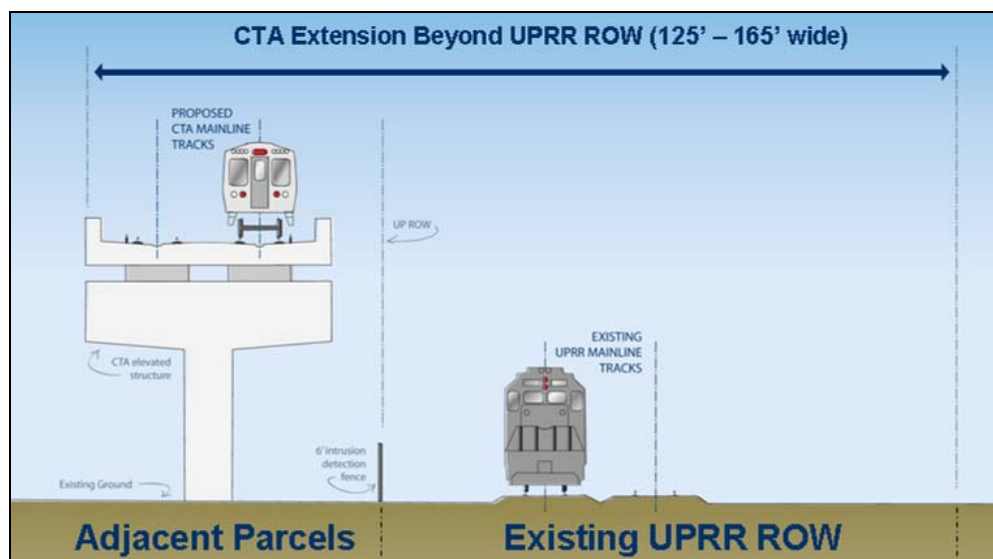 CTA Extension Beyond UPRR ROW (125’ – 165’ wide)
PROPOSED
CTA MAINLINE
TRACKS
UP ROW
EXISTING
UPRR MAINLINE
TRACKS
CTA elevated
structure
6' intrusion
detection
fence
Existing Ground
Adjacent Parcels
Existing UPRR ROW